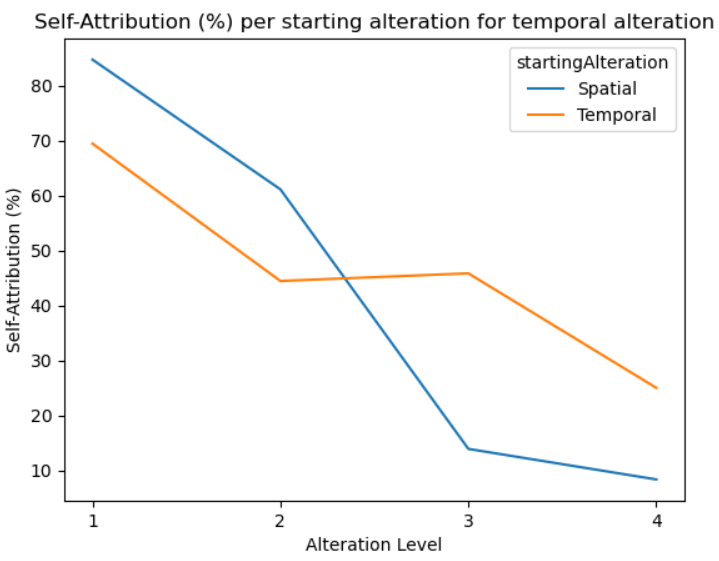 Self-Attribution (%) per starting alteration for temporal alteration
startingAlteration
Spatial
Temporal
Self-Attribution (%)
80
70
60
50
40
30
20
10
1 2 3 4
Alteration Level